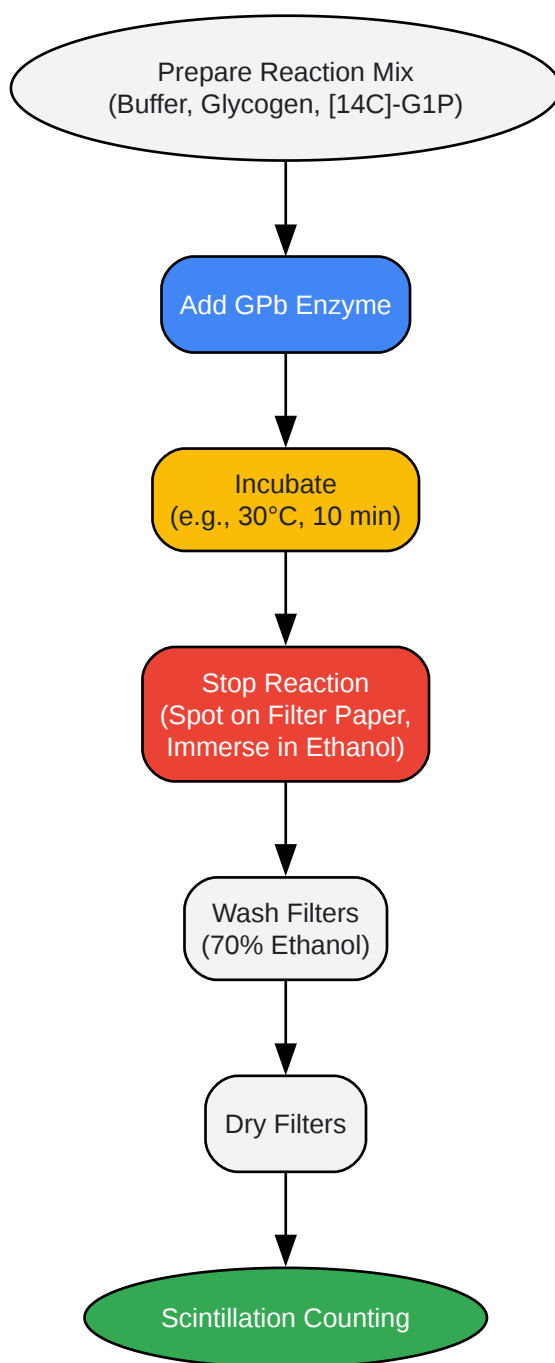 Prepare Reaction Mix
(Buffer, Glycogen, [14C]-G1P)
Add GPb Enzyme
Incubate
(e.g., 30°C, 10 min)
Stop Reaction
(Spot on Filter Paper,
Immerse in Ethanol)
Wash Filters
(70% Ethanol)
Dry Filters
Scintillation Counting